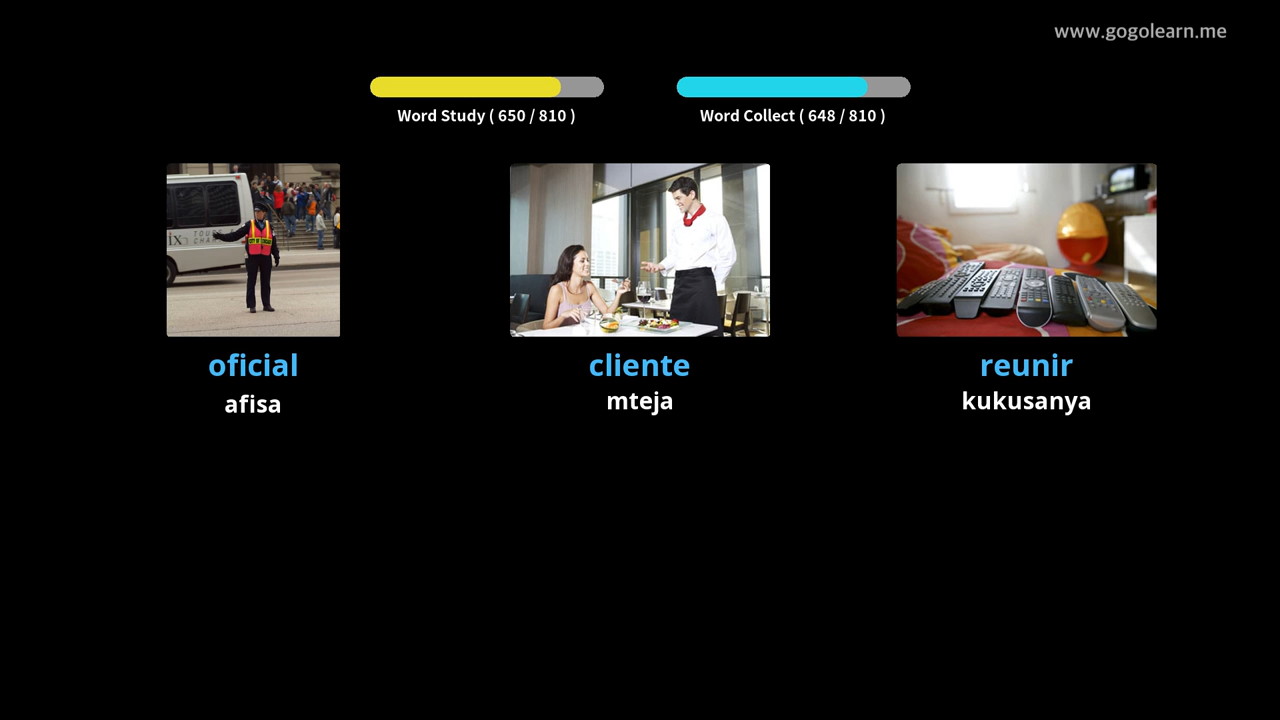 www.gogolearn.me
Word Study ( 650 / 810 )
Word Collect ( 648 / 810 )
oficial
afisa
cliente
mteja
reunir
kukusanya